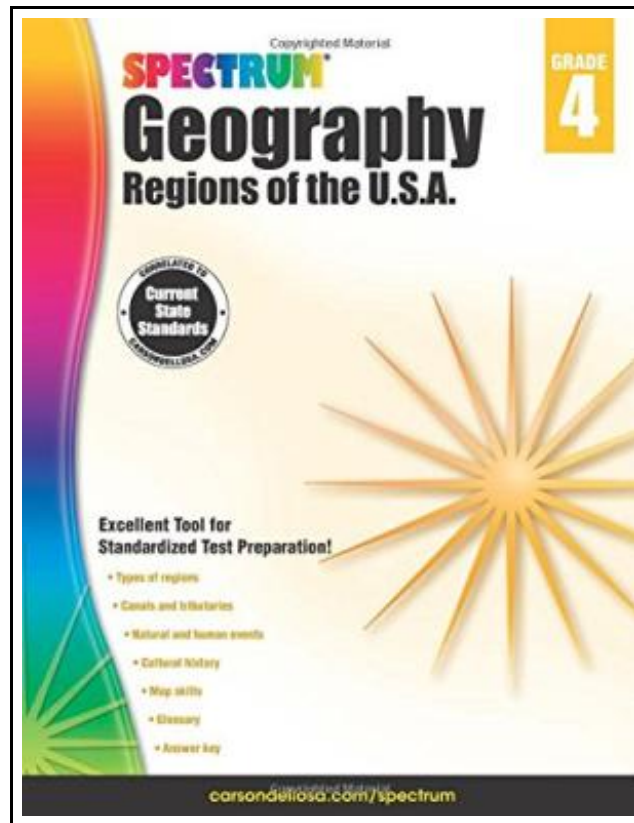 Copyrighted Material
SPECTRUM®
GRADE
4
Geography
Regions of the U.S.A.
CORRELATED TO
Current
State
Standards
CARSONDELLOSA.COM
Excellent Tool for
Standardized Test Preparation!
• Types of regions
• Canals and tributaries
• Natural and human events
• Cultural history
• Map skills
• Glossary
• Answer key
Copyrighted Material
carsondellosa.com/spectrum